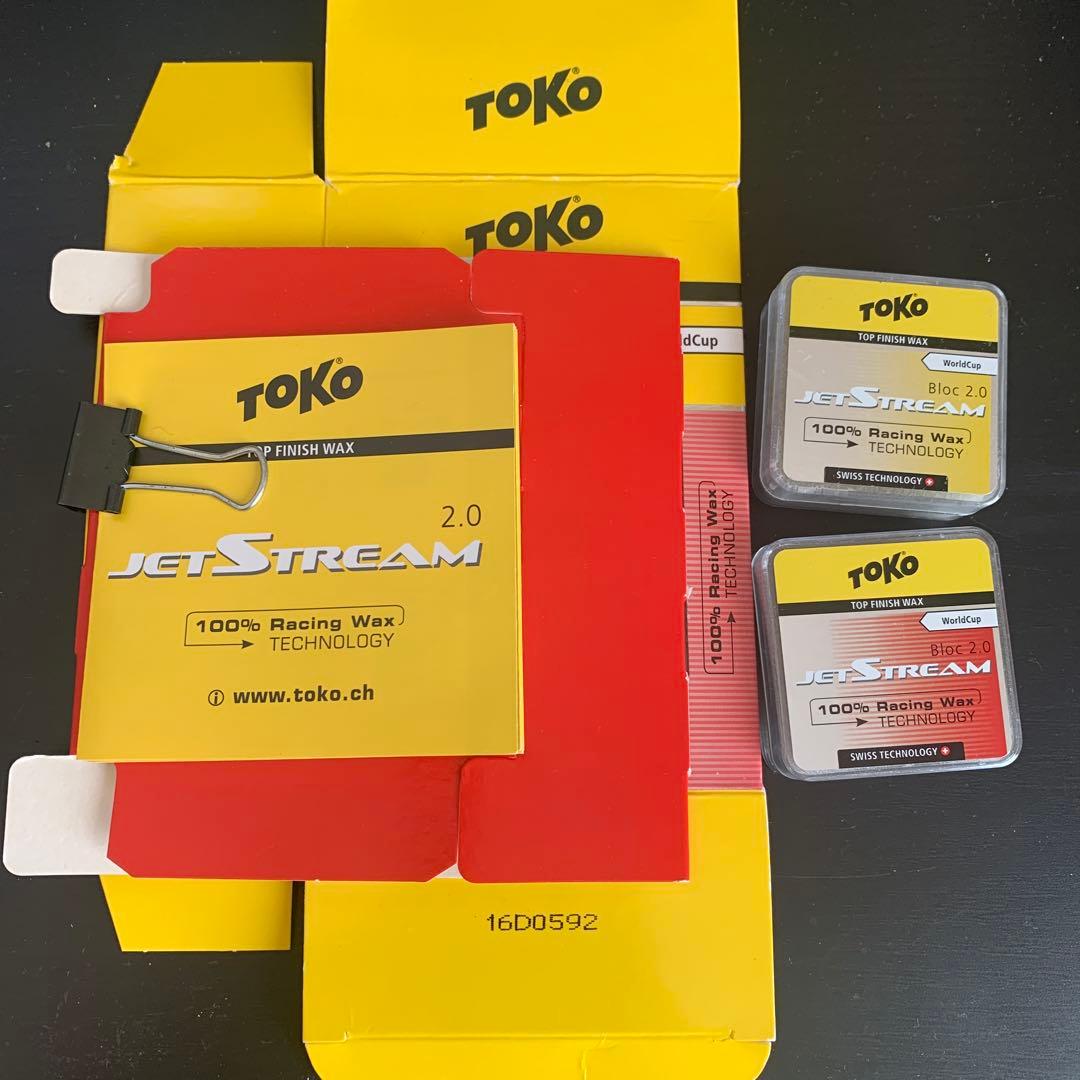 TOKO®
TOKO®
dCup
100% Racing Wax
TECHNOLOGY
TOKO®
TOP FINISH WAX
2.0
JETSTREAM
100% Racing Wax
TECHNOLOGY
www.toko.ch
TOKO
TOP FINISH WAX
WorldCup
Bloc 2.0
JETSTREAM
100% Racing Wax
TECHNOLOGY
SWISS TECHNOLOGY
TOKO
TOP FINISH WAX
WorldCup
Bloc 2.0
JETSTREAM
100% Racing Wax
TECHNOLOGY
SWISS TECHNOLOGY
16D0592